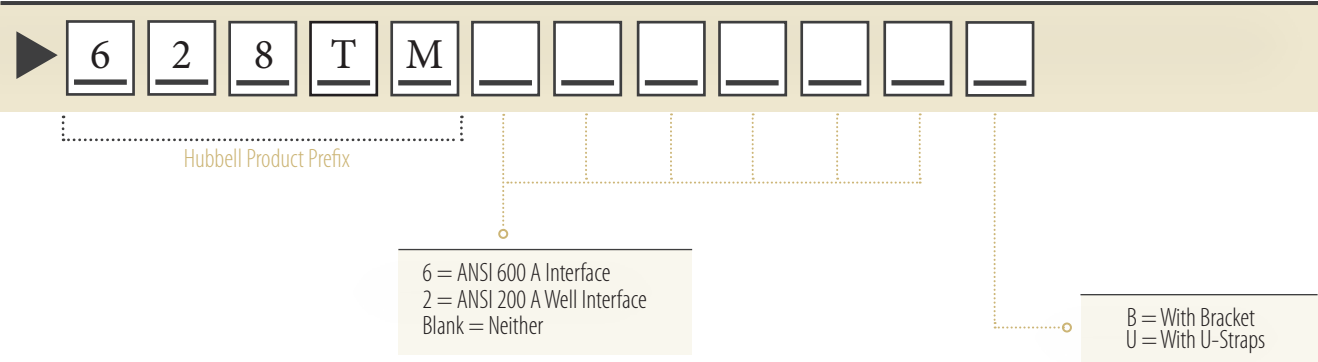 6 2 8 T M
Hubbell Product Prefix
6 = ANSI 600 A Interface
2 = ANSI 200 A Well Interface
Blank = Neither
B = With Bracket
U = With U-Straps